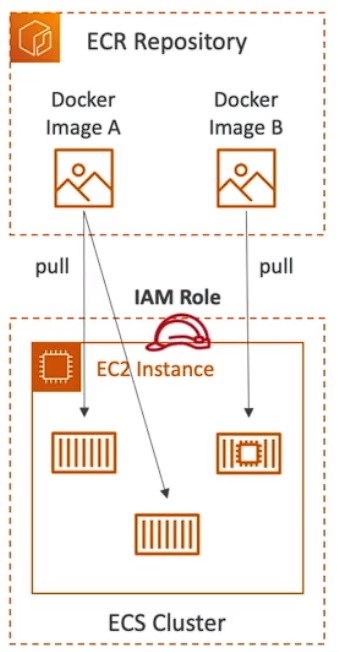 ECR Repository
Docker
Image A
Docker
Image B
pull
pull
IAM Role
EC2 Instance
ECS Cluster